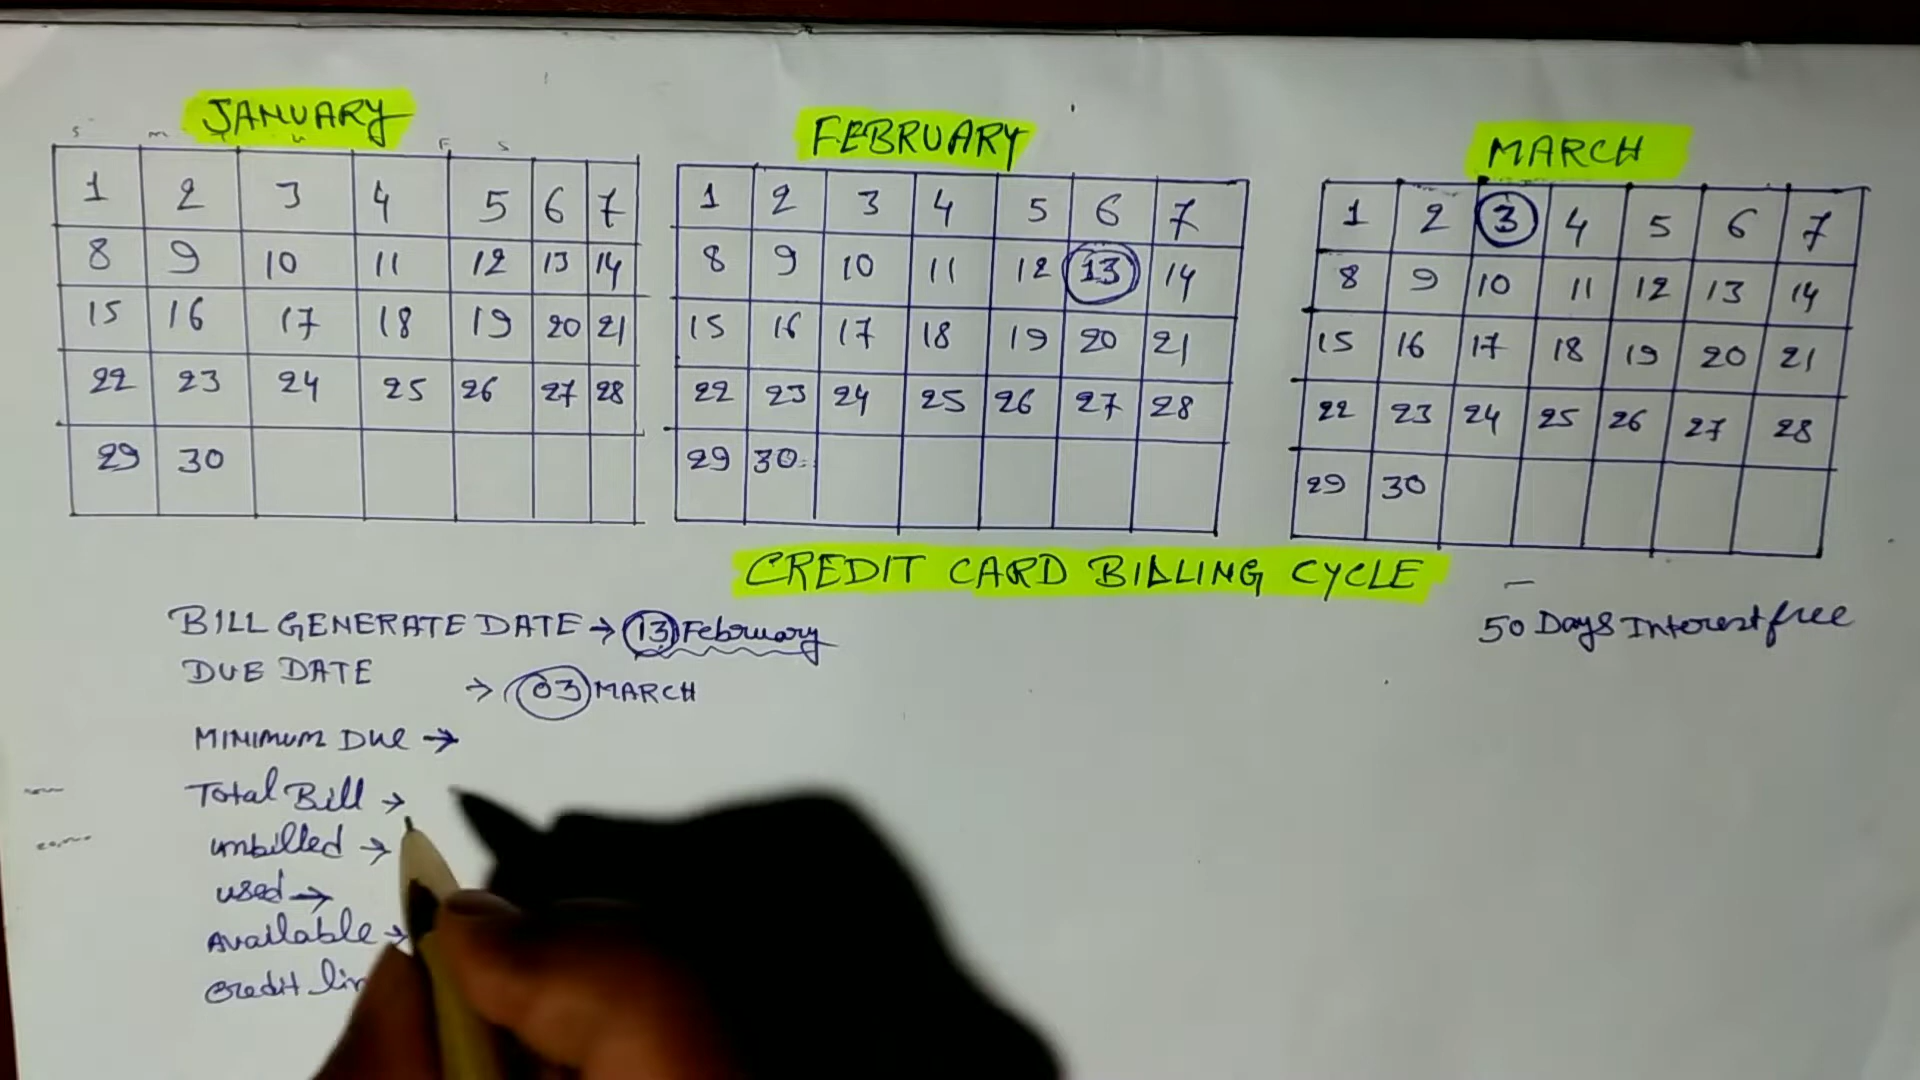 JANUARY
S M F S
1 2 3 4 5 6 7
8 9 10 11 12 13 14
15 16 17 18 19 20 21
22 23 24 25 26 27 28
29 30
FEBRUARY
1 2 3 4 5 6 7
8 9 10 11 12 13 14
15 16 17 18 19 20 21
22 23 24 25 26 27 28
29 30
MARCH
1 2 3 4 5 6 7
8 9 10 11 12 13 14
15 16 17 18 19 20 21
22 23 24 25 26 27 28
29 30
CREDIT CARD BILLING CYCLE
50 Days Interest free
BILL GENERATE DATE → 13 February
DUE DATE → 03 MARCH
MINIMUM DUE →
Total Bill →
unbilled →
used →
Available →
credit